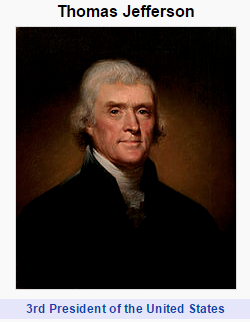 Thomas Jefferson
3rd President of the United States